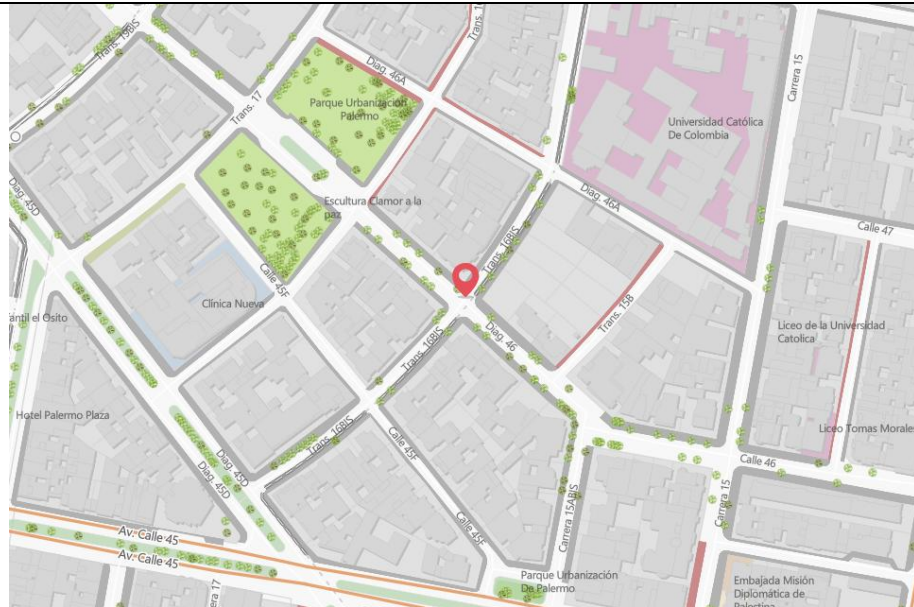 Trans. 19BIS
Trans. 17
Diag. 46A
Parque Urbanización
Palermo
Universidad Católica
De Colombia
Carrera 15
Diag. 45D
Escultura Clamor a la
paz
Diag. 46A
Calle 47
Trans. 16BIS
Calle 45F
Clínica Nueva
Trans. 15B
Diag. 46
Liceo de la Universidad
Catolica
Trans. 16BIS
Hotel Palermo Plaza
Trans. 16BIS
Liceo Tomas Morale
Calle 45F
Calle 46
Diag. 45D
Diag. 45D
Carrera 15
Calle 45F
Carrera 15ABIS
Av. Calle 45
Av. Calle 45
Parque Urbanización
De Palermo
Embajada Misión
Diplomática de
Palestina